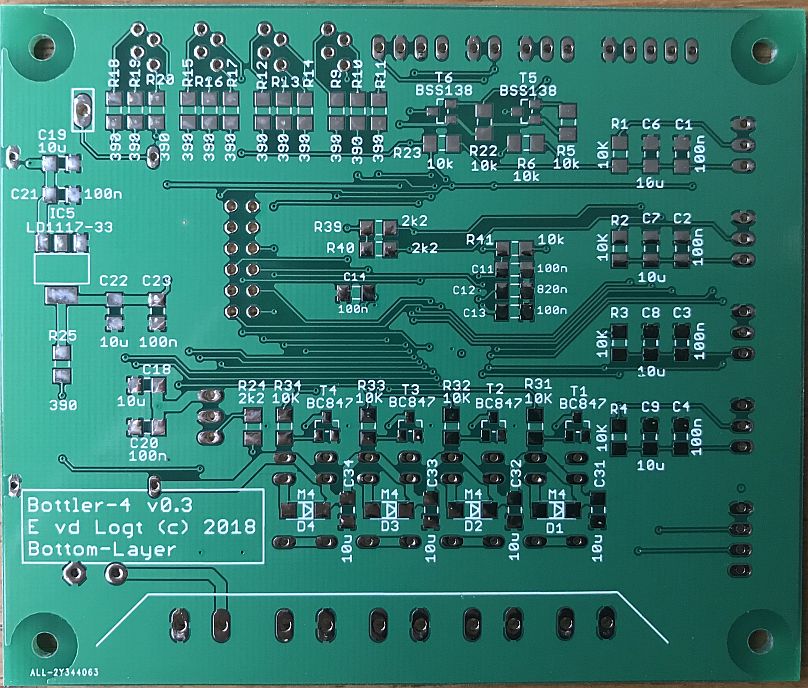 R18 R19 R20 R15 R16 R17 R12 R13 R14 R9 R10 R11
390 390 390 390 390 390 390 390 390 390 390 390
T6 T5
BSS138 BSS138
R23 10k R22 10k R6 10k R5 10k
R1 C6 C1
10K 10u 100n
C19
10u
C21 100n
IC5
LD1117-33
R39 2k2
R40 2k2
R41 10k
R2 C7 C2
10K 10u 100n
C11 100n
C12 820n
C13 100n
C14
100n
C22 C23
10u 100n
R25
390
R3 C8 C3
10K 10u 100n
C18
10u
C20
100n
R24 R34 T4 R33 T3 R32 T2 R31 T1
2k2 10K BC847 10K BC847 10K BC847 10K BC847
R4 C9 C4
10K 10u 100n
C34 C33 C32 C31
M4 M4 M4 M4
D4 D3 D2 D1
10u 10u 10u 10u
Bottler-4 v0.3
E vd Logt (c) 2018
Bottom-Layer
ALL-2Y344063